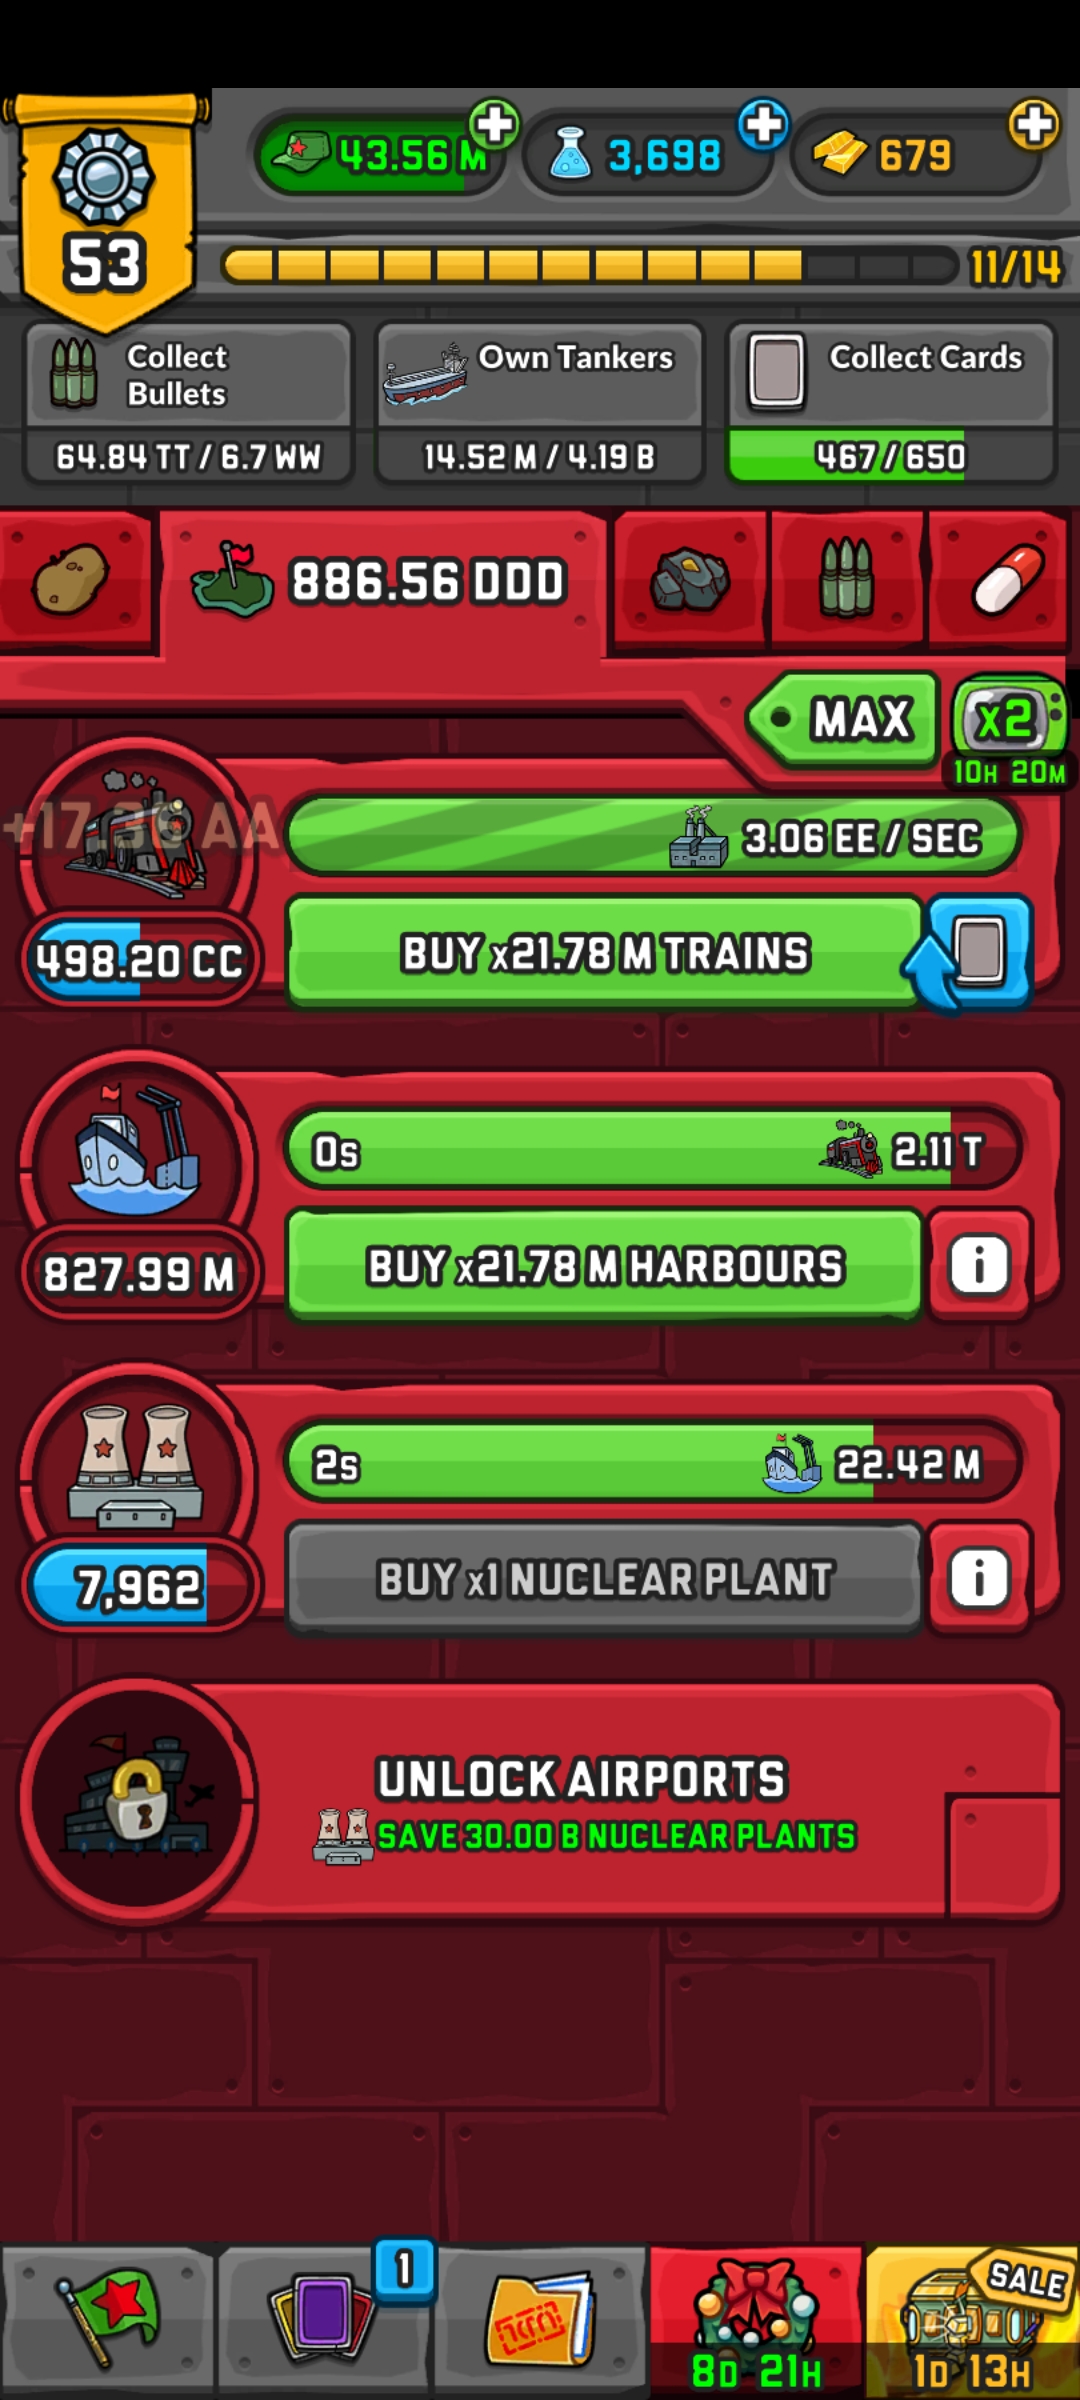 43.56 M
3,698
679
53
11/14
Collect
Bullets
Own Tankers
Collect Cards
64.84 TT / 6.7 WW
14.52 M / 4.19 B
467 / 650
886.56 DDD
MAX
x2
10H 20M
3.06 EE / SEC
498.20 CC
BUY x21.78 M TRAINS
0s
2.11 T
827.99 M
BUY x21.78 M HARBOURS
2s
22.42 M
7,962
BUY x1 NUCLEAR PLANT
UNLOCK AIRPORTS
SAVE 30.00 B NUCLEAR PLANTS
1
SALE
8D 21H
1D 13H